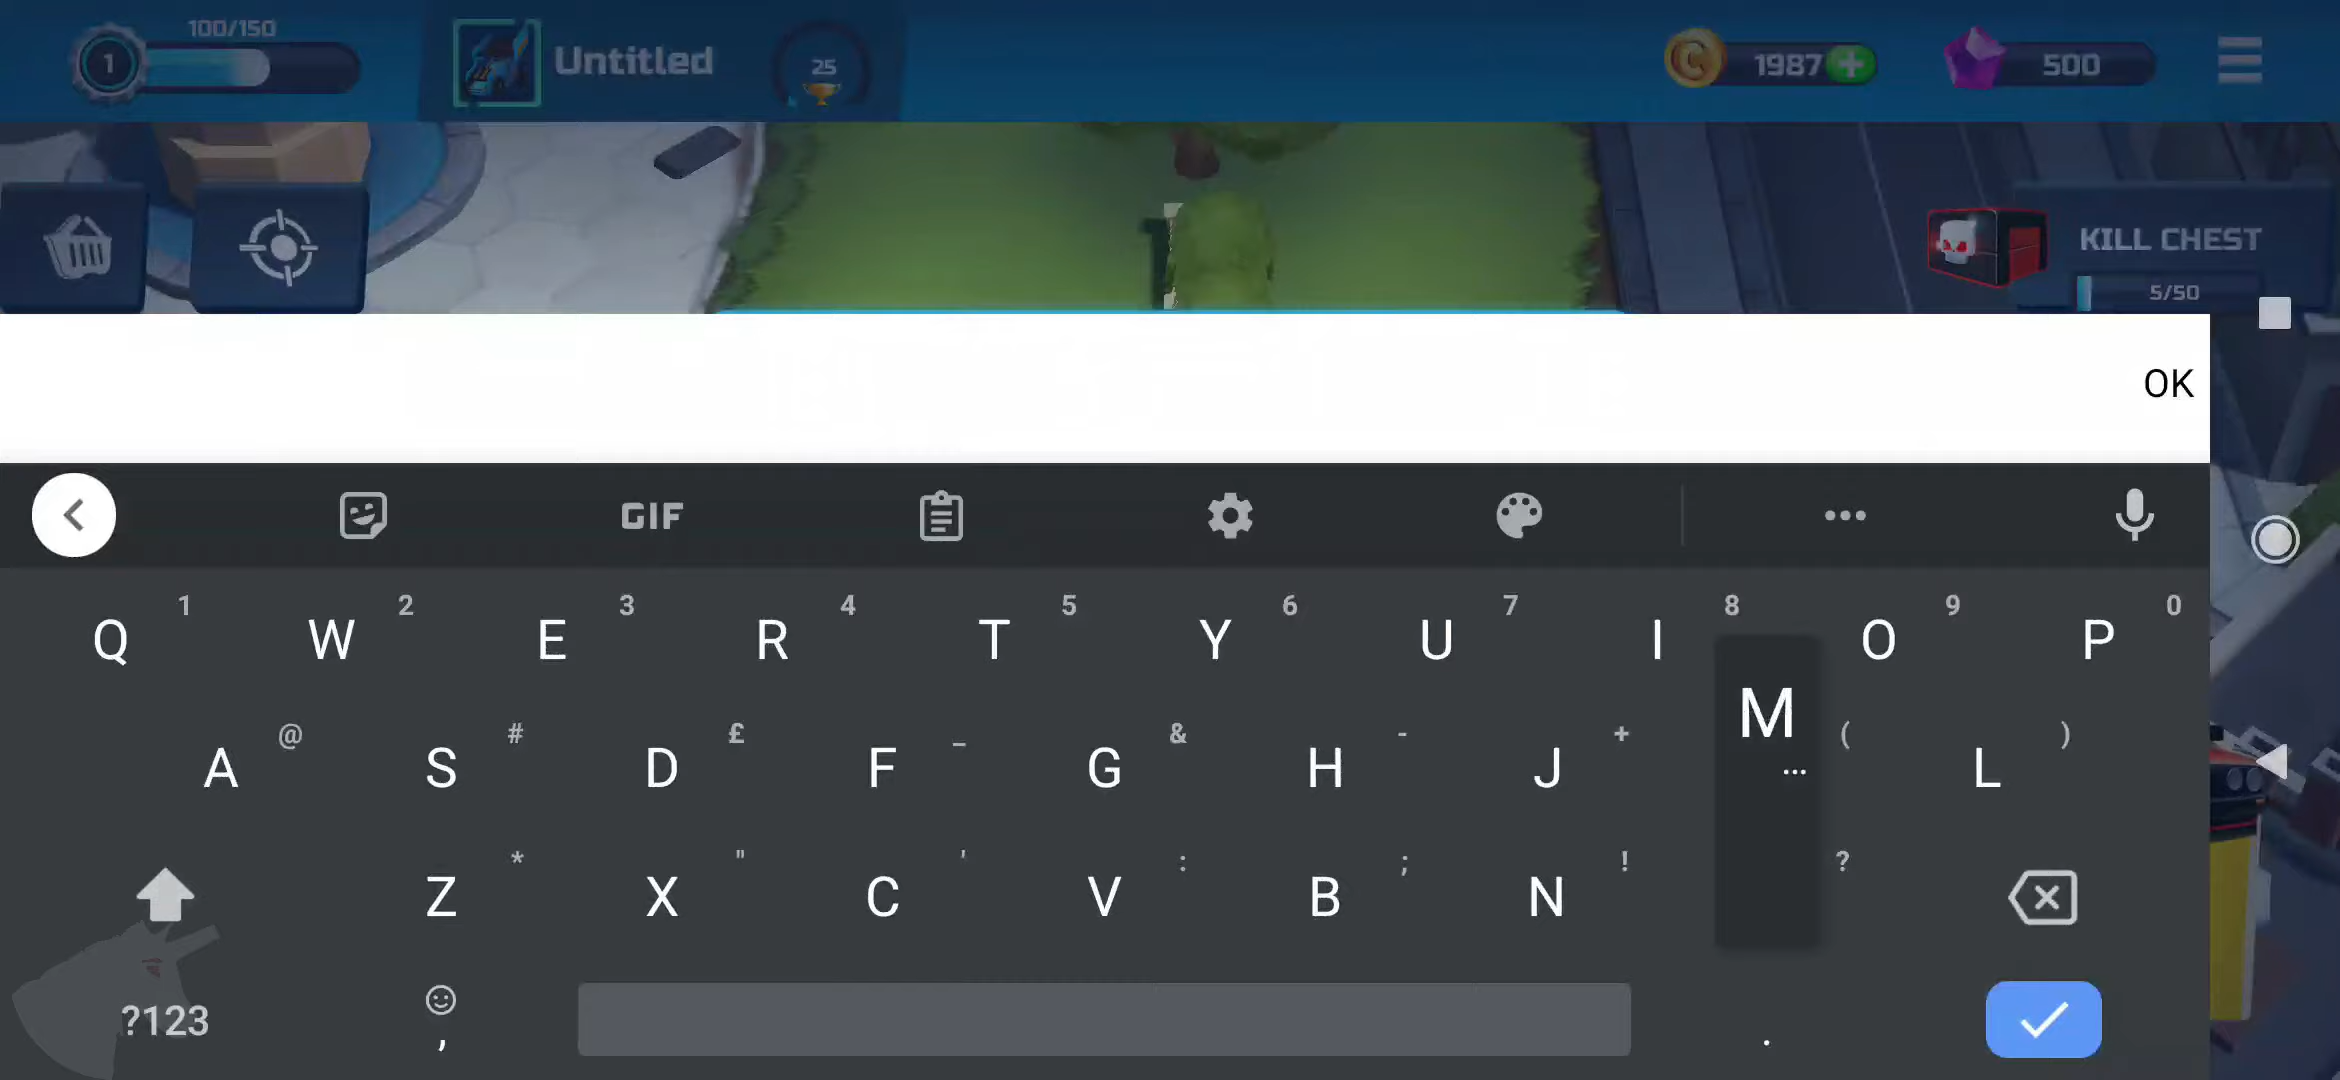 100/150
1
Untitled
25
1987
500
KILL CHEST
5/50
OK
GIF
1 2 3 4 5 6 7 8 9 0
Q W E R T Y U I O P
@ # £ _ & - + ( )
A S D F G H J M L
...
* " ' : ; ! ?
Z X C V B N
?123 , .